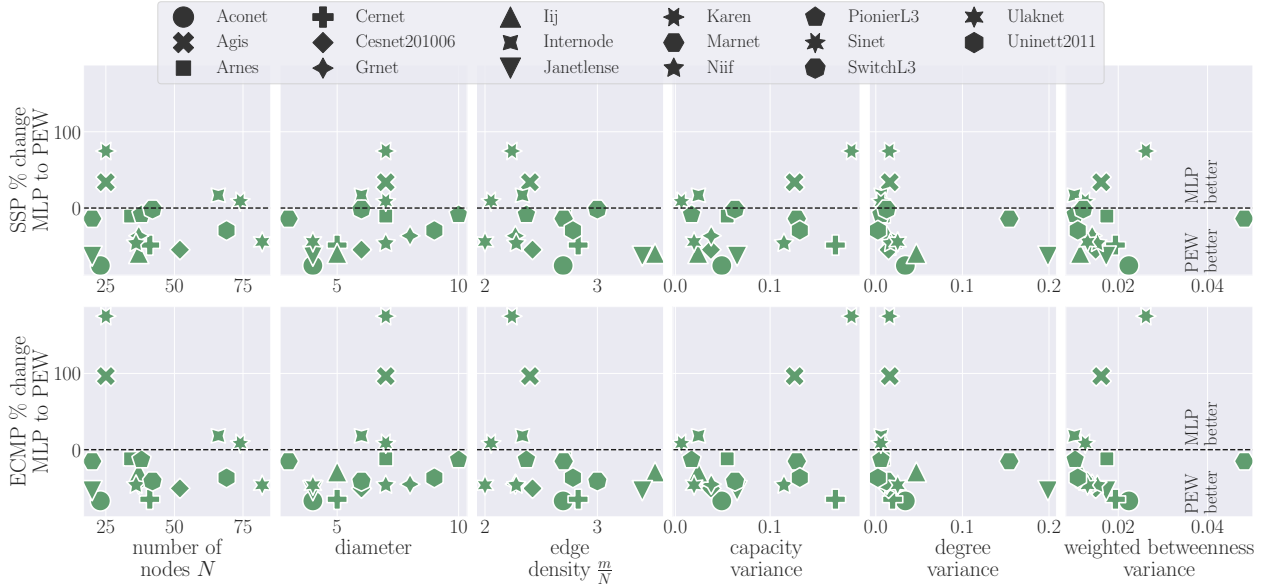 Aconet Cernet Iij Karen PionierL3 Ulaknet
Agis Cesnet201006 Internode Marnet Sinet Uninett2011
Arnes Grnet Janetlense Niif SwitchL3
SSP % change
MLP to PEW
100
0
MLP
better
PEW
better
25 50 75 5 10 2 3 0.0 0.1 0.0 0.1 0.2 0.02 0.04
ECMP % change
MLP to PEW
100
0
MLP
better
PEW
better
25 50 75 5 10 2 3 0.0 0.1 0.0 0.1 0.2 0.02 0.04
number of
nodes N
diameter
edge
density m/N
capacity
variance
degree
variance
weighted betweenness
variance